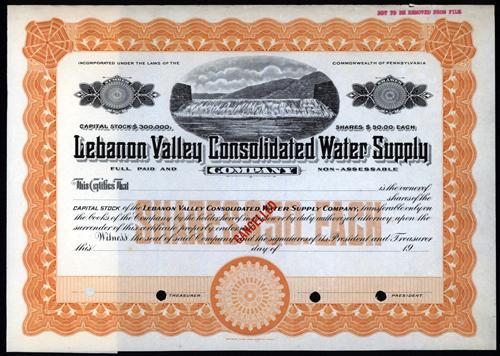 NOT TO BE REMOVED FROM FILE
INCORPORATED UNDER THE LAWS OF THE COMMONWEALTH OF PENNSYLVANIA
CAPITAL STOCK $300,000. SHARES $50.00 EACH.
Lebanon Valley Consolidated Water Supply
FULL PAID AND COMPANY NON-ASSESSABLE
This Certifies that is the owner of
shares of the
CAPITAL STOCK of the LEBANON VALLEY CONSOLIDATED WATER SUPPLY COMPANY, transferable only on
the books of the Company by the holder hereof in person or by duly authorized attorney upon the
surrender of this certificate properly endorsed.
CANCELLED
EACH
Witness the seal of said Company and the signatures of its President and Treasurer
this day of 19
TREASURER. PRESIDENT.